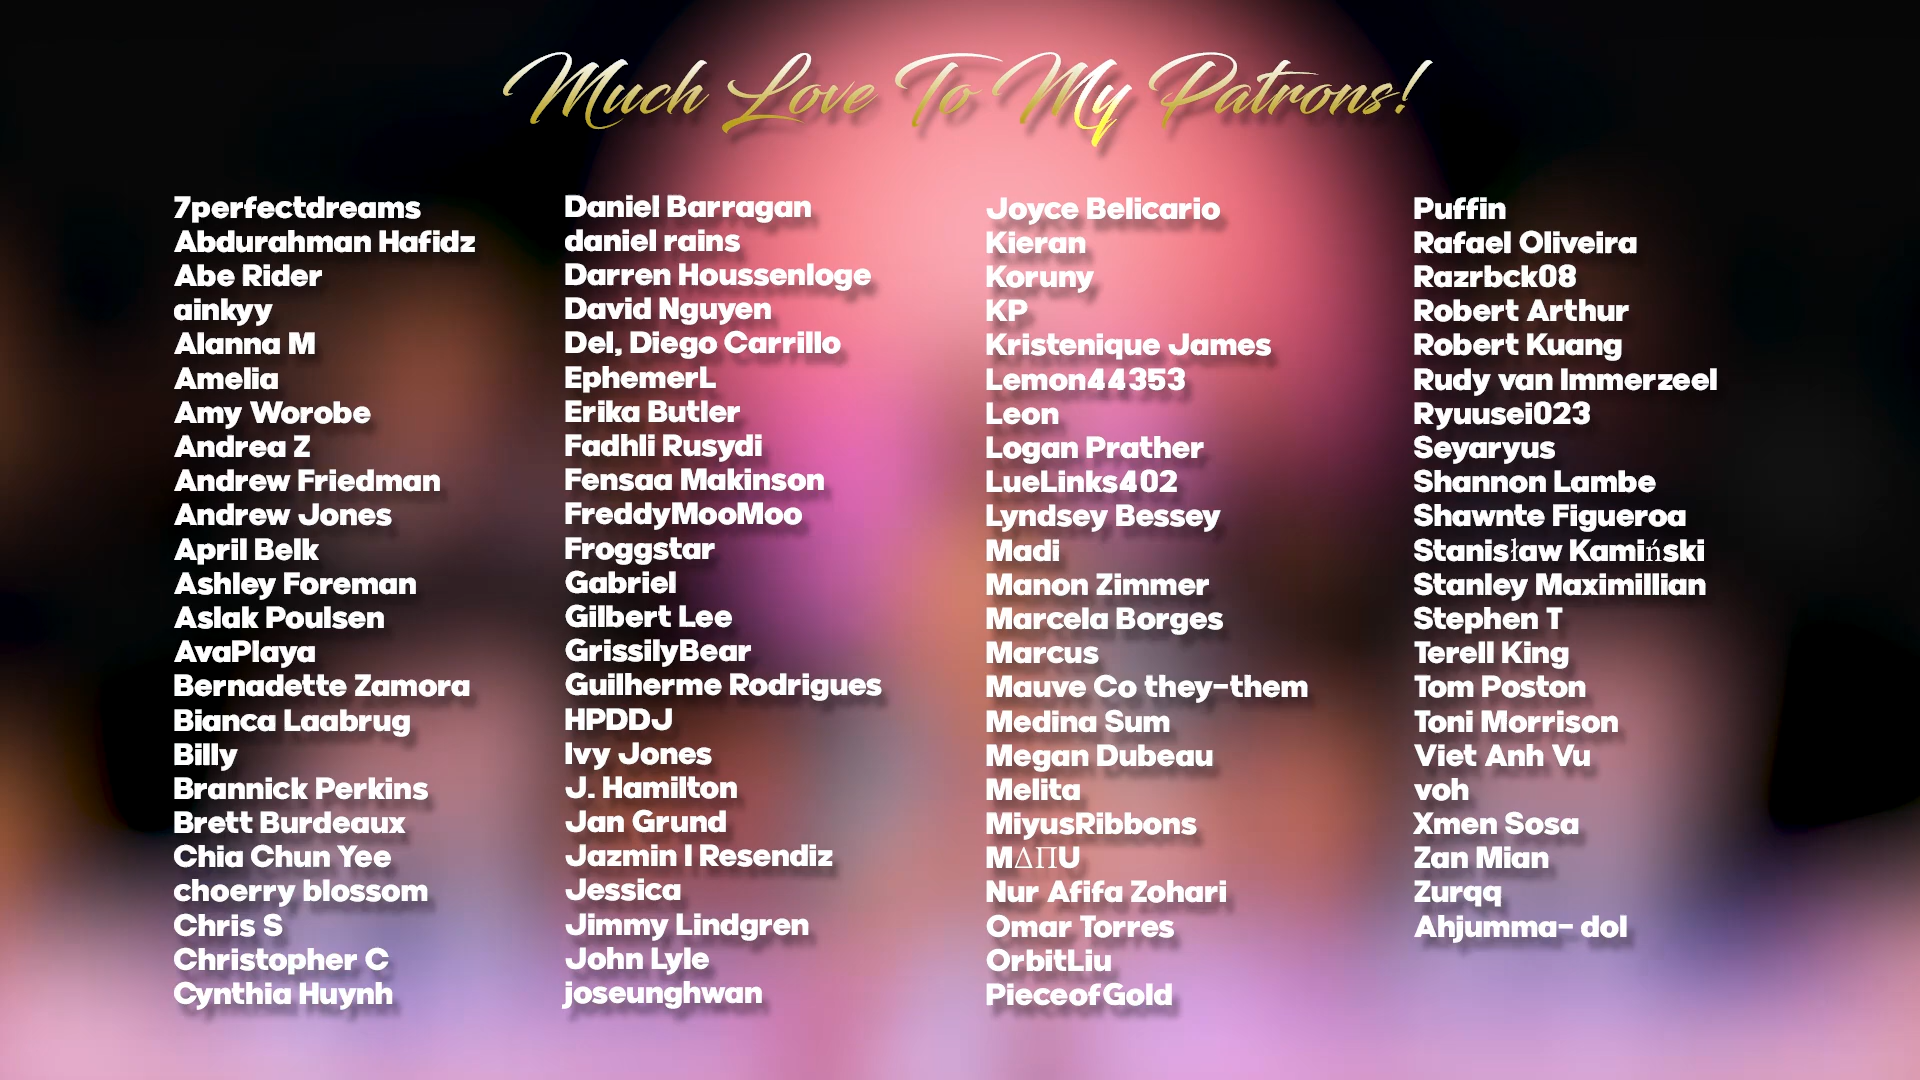 Much Love To My Patrons!
7perfectdreams
Abdurahman Hafidz
Abe Rider
ainkyy
Alanna M
Amelia
Amy Worobe
Andrea Z
Andrew Friedman
Andrew Jones
April Belk
Ashley Foreman
Aslak Poulsen
AvaPlaya
Bernadette Zamora
Bianca Laabrug
Billy
Brannick Perkins
Brett Burdeaux
Chia Chun Yee
choerry blossom
Chris S
Christopher C
Cynthia Huynh
Daniel Barragan
daniel rains
Darren Houssenloge
David Nguyen
Del, Diego Carrillo
EphemerL
Erika Butler
Fadhli Rusydi
Fensaa Makinson
FreddyMooMoo
Froggstar
Gabriel
Gilbert Lee
GrissilyBear
Guilherme Rodrigues
HPDDJ
Ivy Jones
J. Hamilton
Jan Grund
Jazmin I Resendiz
Jessica
Jimmy Lindgren
John Lyle
joseunghwan
Joyce Belicario
Kieran
Koruny
KP
Kristenique James
Lemon44353
Leon
Logan Prather
LueLinks402
Lyndsey Bessey
Madi
Manon Zimmer
Marcela Borges
Marcus
Mauve Co they-them
Medina Sum
Megan Dubeau
Melita
MiyusRibbons
MΔΠU
Nur Afifa Zohari
Omar Torres
OrbitLiu
PieceofGold
Puffin
Rafael Oliveira
Razrbck08
Robert Arthur
Robert Kuang
Rudy van Immerzeel
Ryuusei023
Seyaryus
Shannon Lambe
Shawnte Figueroa
Stanisław Kamiński
Stanley Maximillian
Stephen T
Terell King
Tom Poston
Toni Morrison
Viet Anh Vu
voh
Xmen Sosa
Zan Mian
Zurqq
Ahjumma- dol